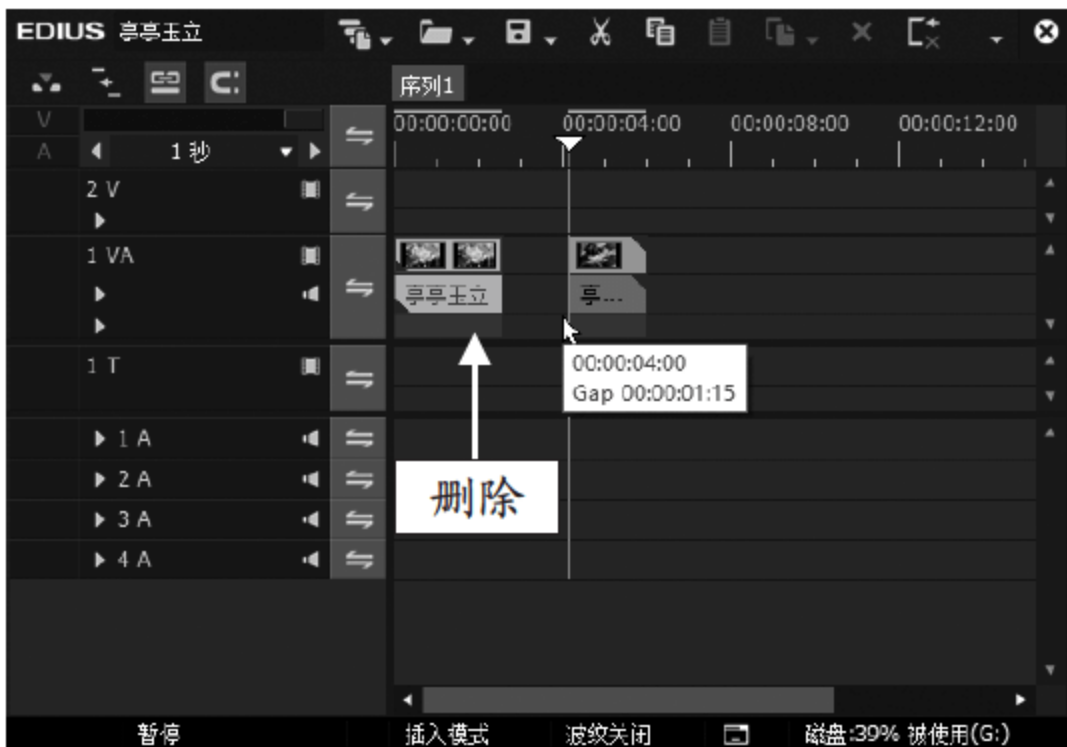 EDIUS 亭亭玉立
序列1
V
A
1 秒
00:00:00:00 00:00:04:00 00:00:08:00 00:00:12:00
2 V
1 VA
亭亭玉立 亭...
1 T
00:00:04:00
Gap 00:00:01:15
1 A
2 A
3 A
4 A
删除
暂停 插入模式 波纹关闭 磁盘:39% 被使用(G:)